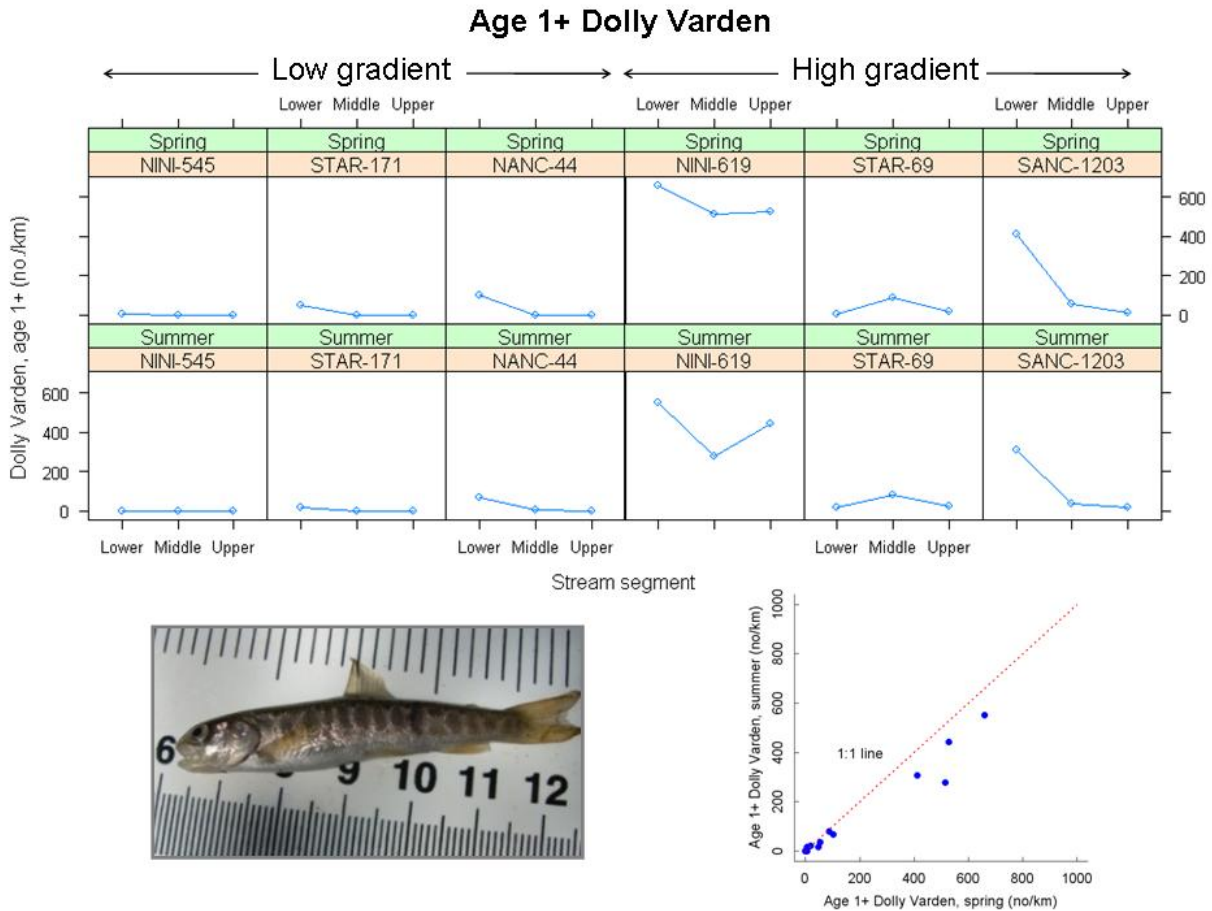 Age 1+ Dolly Varden
Low gradient High gradient
Lower Middle Upper Lower Middle Upper Lower Middle Upper
Spring Spring Spring Spring Spring Spring
NINI-545 STAR-171 NANC-44 NINI-619 STAR-69 SANC-1203
600
400
200
0
Dolly Varden, age 1+ (no./km)
Summer Summer Summer Summer Summer Summer
NINI-545 STAR-171 NANC-44 NINI-619 STAR-69 SANC-1203
600
400
200
0
Lower Middle Upper Lower Middle Upper Lower Middle Upper
Stream segment
6 8 9 10 11 12
Age 1+ Dolly Varden, summer (no/km)
1000
800
600
400
200
0
1:1 line
0 200 400 600 800 1000
Age 1+ Dolly Varden, spring (no/km)